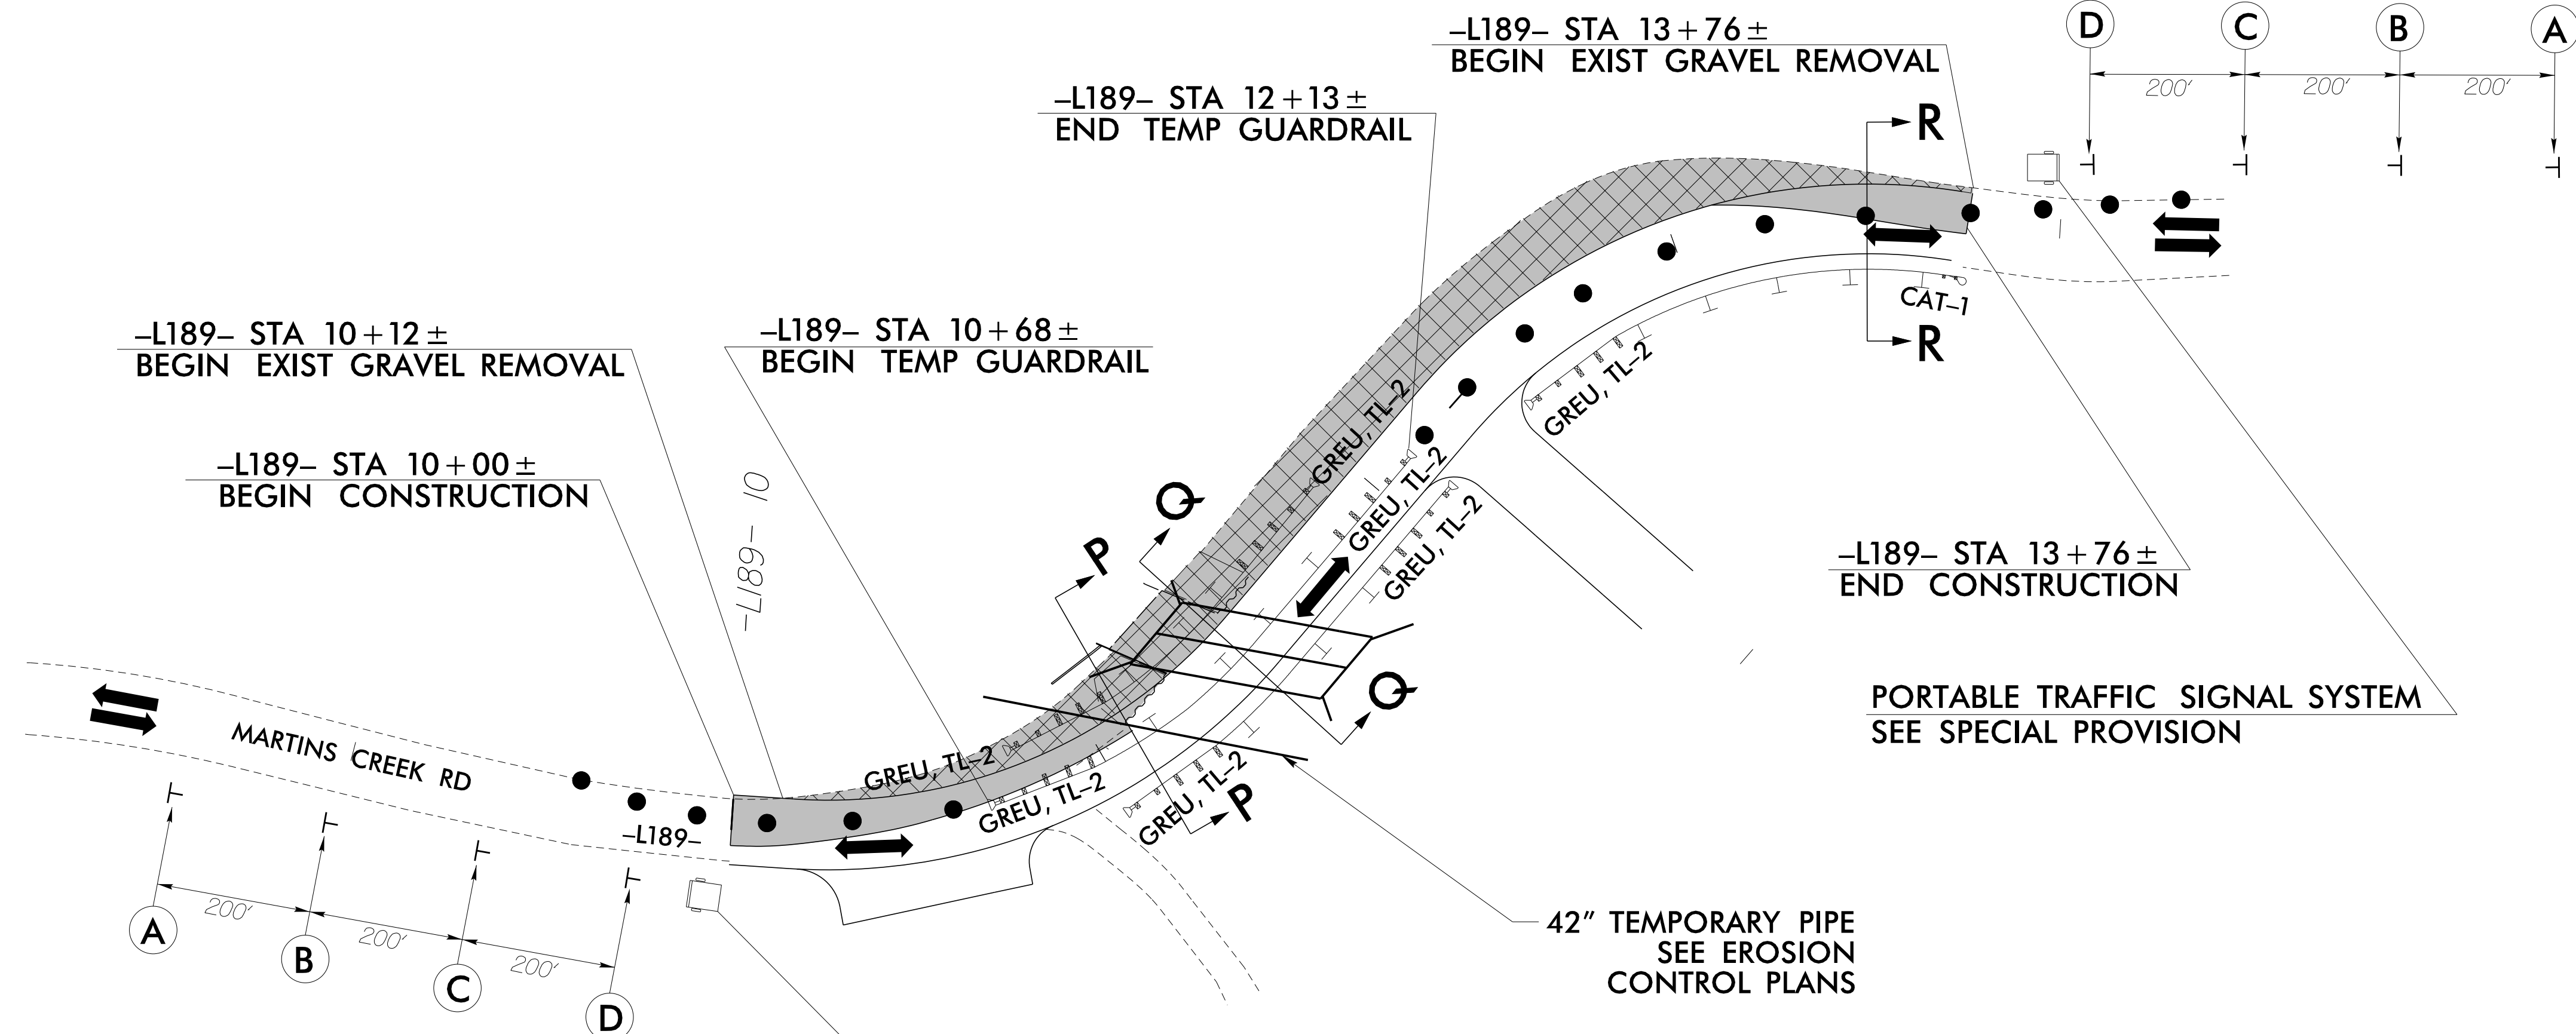 –L189– STA 13+76±
BEGIN EXIST GRAVEL REMOVAL
D
C
B
A
200'
200'
200'
–L189– STA 12+13±
END TEMP GUARDRAIL
R
R
CAT–1
–L189– STA 10+12±
BEGIN EXIST GRAVEL REMOVAL
–L189– STA 10+68±
BEGIN TEMP GUARDRAIL
GREU, TL–2
GREU, TL–2
GREU, TL–2
GREU, TL–2
–L189– STA 10+00±
BEGIN CONSTRUCTION
–L189– 10
Q
P
–L189– STA 13+76±
END CONSTRUCTION
Q
PORTABLE TRAFFIC SIGNAL SYSTEM
SEE SPECIAL PROVISION
MARTINS CREEK RD
GREU, TL–2
GREU, TL–2
GREU, TL–2
P
–L189–
200'
200'
200'
A
B
C
D
42" TEMPORARY PIPE
SEE EROSION
CONTROL PLANS